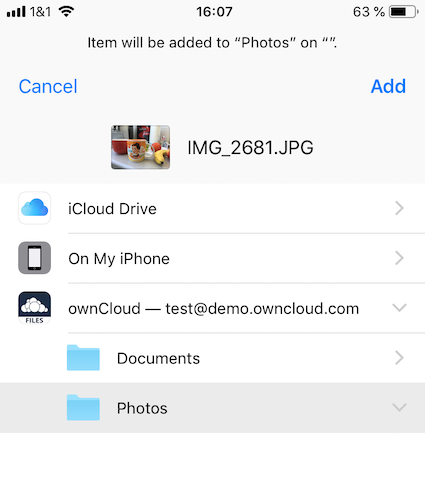 1&1 16:07 63 %
Item will be added to “Photos” on “”.
Cancel Add
IMG_2681.JPG
iCloud Drive
On My iPhone
FILES
ownCloud — test@demo.owncloud.com
Documents
Photos